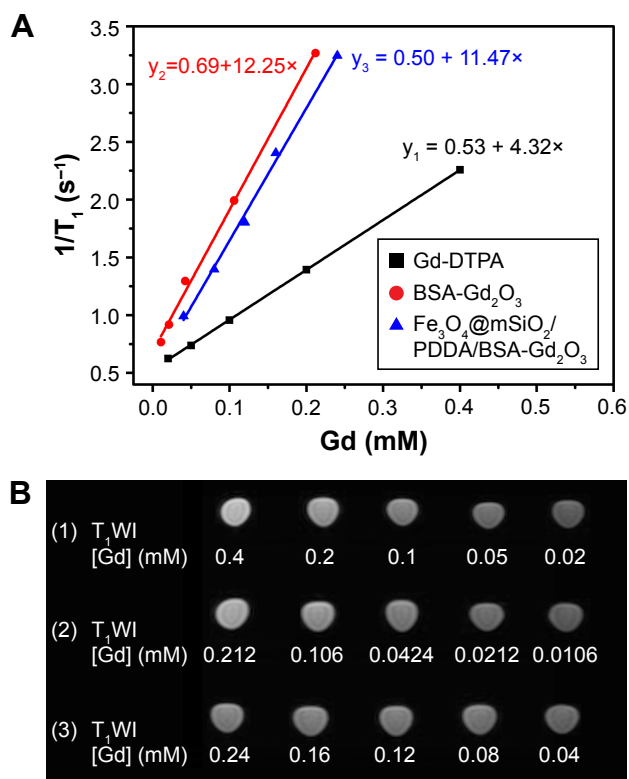 A
y₂=0.69+12.25×
y₃ = 0.50 + 11.47×
y₁ = 0.53 + 4.32×
1/T₁ (s⁻¹)
3.5
3.0
2.5
2.0
1.5
1.0
0.5
Gd-DTPA
BSA-Gd₂O₃
Fe₃O₄@mSiO₂/
PDDA/BSA-Gd₂O₃
0.0 0.1 0.2 0.3 0.4 0.5 0.6
Gd (mM)
B
(1) T₁WI
[Gd] (mM) 0.4 0.2 0.1 0.05 0.02
(2) T₁WI
[Gd] (mM) 0.212 0.106 0.0424 0.0212 0.0106
(3) T₁WI
[Gd] (mM) 0.24 0.16 0.12 0.08 0.04